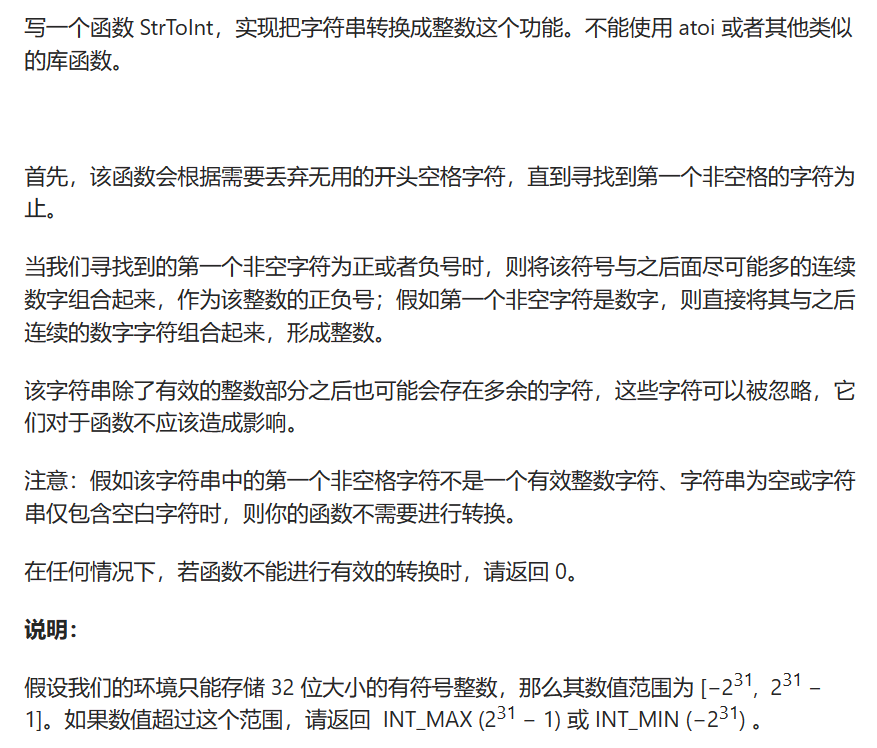 写一个函数 StrToInt，实现把字符串转换成整数这个功能。不能使用 atoi 或者其他类似
的库函数。
首先，该函数会根据需要丢弃无用的开头空格字符，直到寻找到第一个非空格的字符为
止。
当我们寻找到的第一个非空字符为正或者负号时，则将该符号与之后面尽可能多的连续
数字组合起来，作为该整数的正负号；假如第一个非空字符是数字，则直接将其与之后
连续的数字字符组合起来，形成整数。
该字符串除了有效的整数部分之后也可能会存在多余的字符，这些字符可以被忽略，它
们对于函数不应该造成影响。
注意：假如该字符串中的第一个非空格字符不是一个有效整数字符、字符串为空或字符
串仅包含空白字符时，则你的函数不需要进行转换。
在任何情况下，若函数不能进行有效的转换时，请返回 0。
说明：
假设我们的环境只能存储 32 位大小的有符号整数，那么其数值范围为 [−2³¹, 2³¹ −
1]。如果数值超过这个范围，请返回 INT_MAX (2³¹ − 1) 或 INT_MIN (−2³¹) 。